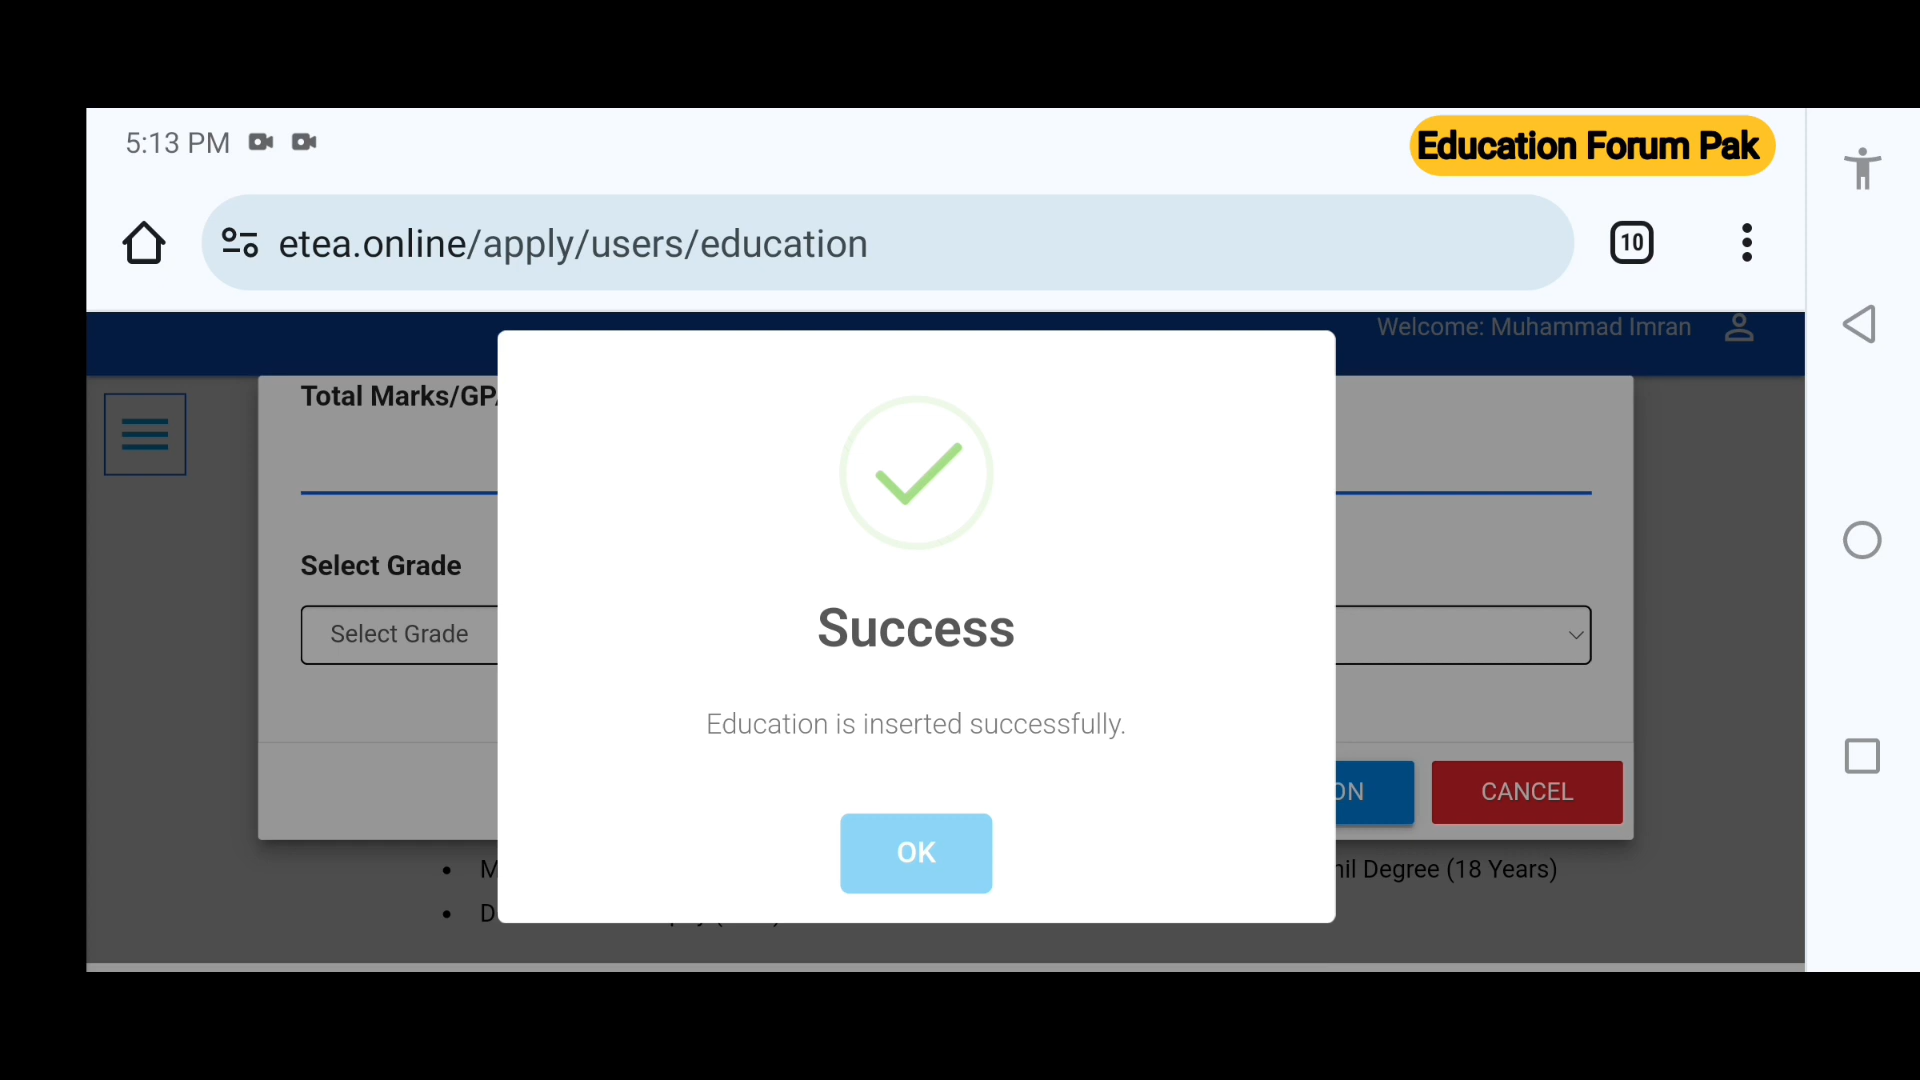 5:13 PM
Education Forum Pak
etea.online/apply/users/education
10
Welcome: Muhammad Imran
Total Marks/GP
Success
Select Grade
Select Grade
Education is inserted successfully.
ON
CANCEL
OK
M
hil Degree (18 Years)
D